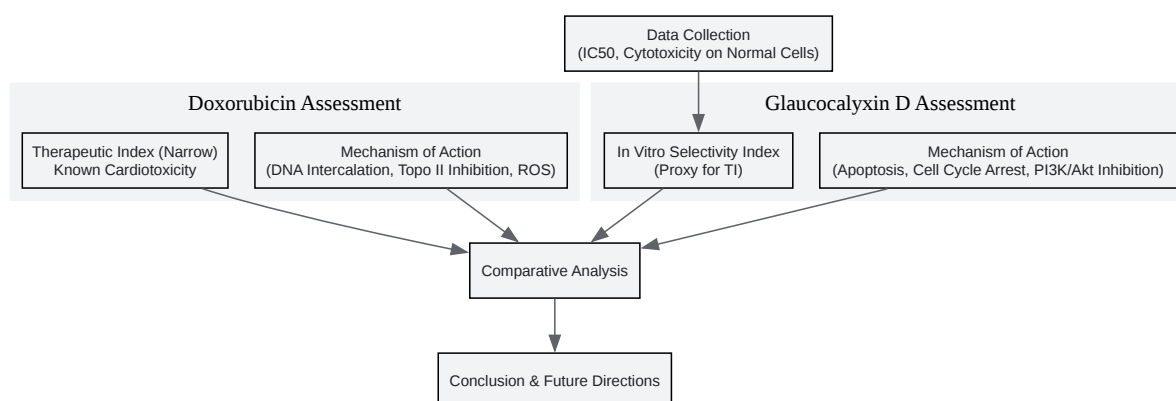 Data Collection
(IC50, Cytotoxicity on Normal Cells)
Doxorubicin Assessment
Glaucocalyxin D Assessment
Therapeutic Index (Narrow)
Known Cardiotoxicity
Mechanism of Action
(DNA Intercalation, Topo II Inhibition, ROS)
In Vitro Selectivity Index
(Proxy for TI)
Mechanism of Action
(Apoptosis, Cell Cycle Arrest, PI3K/Akt Inhibition)
Comparative Analysis
Conclusion & Future Directions